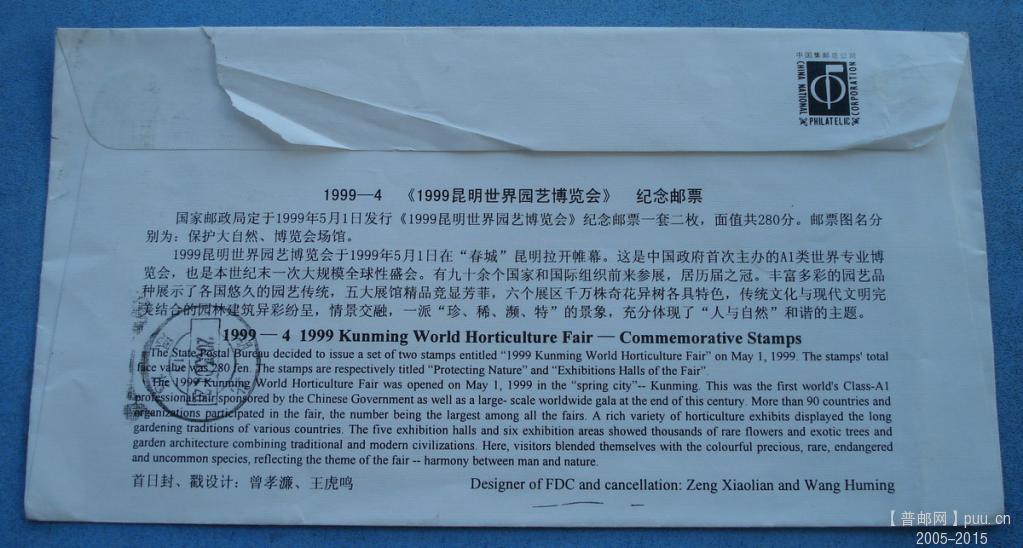 中国集邮总公司
CHINA NATIONAL
PHILATELIC
CORPORATION
1999—4 《1999昆明世界园艺博览会》 纪念邮票
国家邮政局定于1999年5月1日发行《1999昆明世界园艺博览会》纪念邮票一套二枚，面值共280分。邮票图名分
别为：保护大自然、博览会场馆。
1999昆明世界园艺博览会于1999年5月1日在“春城”昆明拉开帷幕。这是中国政府首次主办的A1类世界专业博
览会，也是本世纪末一次大规模全球性盛会。有九十余个国家和国际组织前来参展，居历届之冠。丰富多彩的园艺品
种展示了各国悠久的园艺传统，五大展馆精品竞显芳菲，六个展区千万株奇花异树各具特色，传统文化与现代文明完
美结合的园林建筑异彩纷呈，情景交融，一派“珍、稀、濒、特”的景象，充分体现了“人与自然”和谐的主题。
1999 — 4 1999 Kunming World Horticulture Fair — Commemorative Stamps
The State Postal Bureau decided to issue a set of two stamps entitled “1999 Kunming World Horticulture Fair” on May 1, 1999. The stamps' total
face value was 280 fen. The stamps are respectively titled “Protecting Nature” and “Exhibitions Halls of the Fair”.
The 1999 Kunming World Horticulture Fair was opened on May 1, 1999 in the “spring city”-- Kunming. This was the first world's Class-A1
professional fair sponsored by the Chinese Government as well as a large- scale worldwide gala at the end of this century. More than 90 countries and
organizations participated in the fair, the number being the largest among all the fairs. A rich variety of horticulture exhibits displayed the long
gardening traditions of various countries. The five exhibition halls and six exhibition areas showed thousands of rare flowers and exotic trees and
garden architecture combining traditional and modern civilizations. Here, visitors blended themselves with the colourful precious, rare, endangered
and uncommon species, reflecting the theme of the fair -- harmony between man and nature.
首日封、戳设计：曾孝濂、王虎鸣 Designer of FDC and cancellation: Zeng Xiaolian and Wang Huming
【普邮网】puu.cn
2005-2015